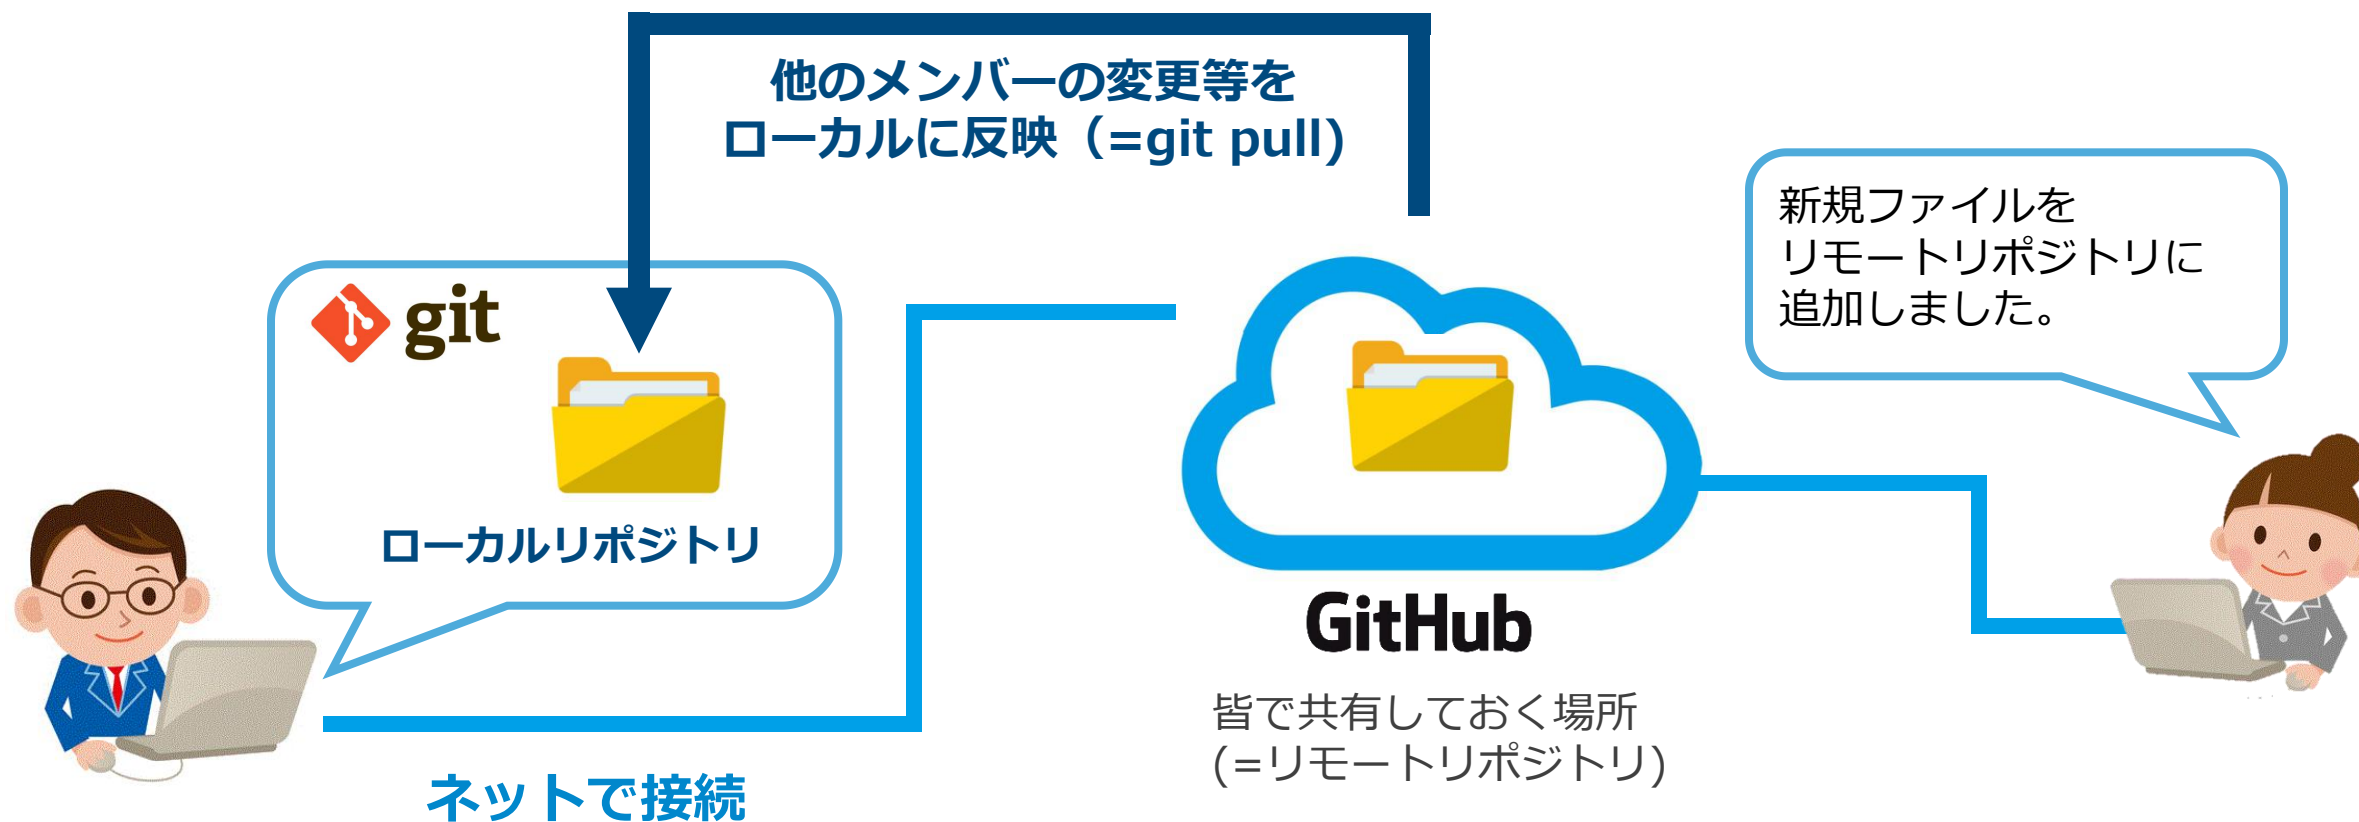 他のメンバーの変更等を
ローカルに反映（=git pull)
新規ファイルを
リモートリポジトリに
追加しました。
git
ローカルリポジトリ
GitHub
皆で共有しておく場所
(=リモートリポジトリ)
ネットで接続